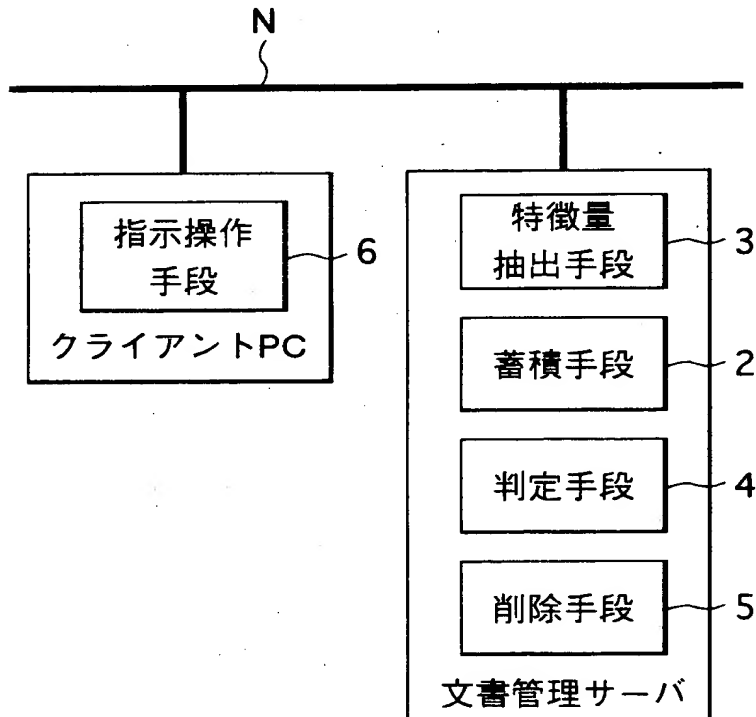 N
指示操作
手段
6
クライアントPC
特徴量
抽出手段
3
蓄積手段
2
判定手段
4
削除手段
5
文書管理サーバ